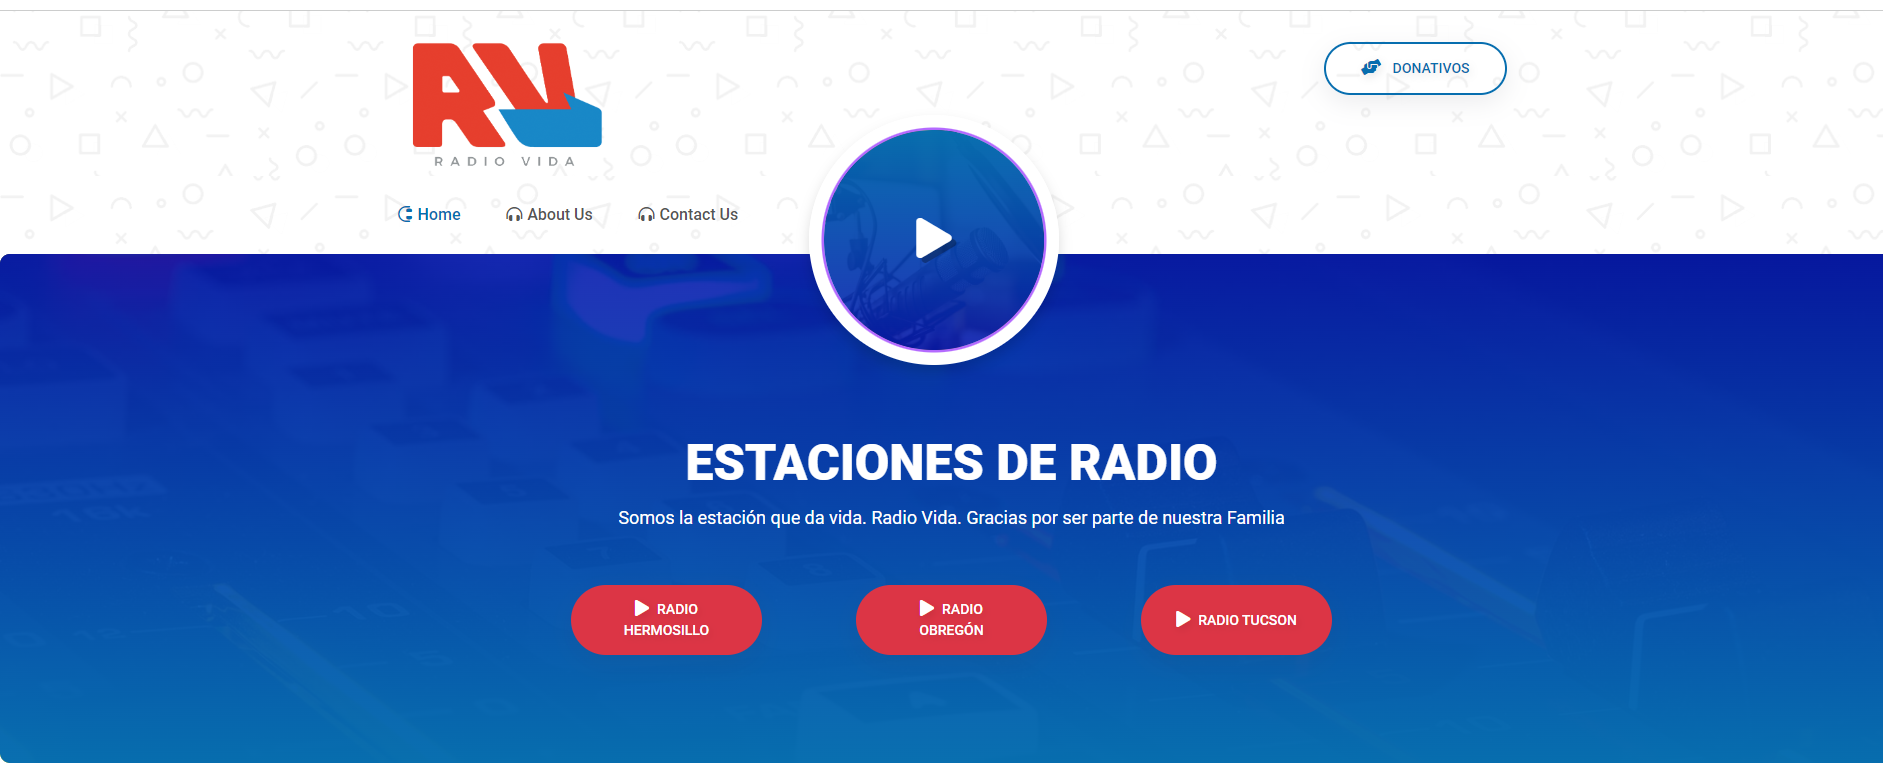 RADIO VIDA
DONATIVOS
Home
About Us
Contact Us
ESTACIONES DE RADIO
Somos la estación que da vida. Radio Vida. Gracias por ser parte de nuestra Familia
RADIO
HERMOSILLO
RADIO
OBREGÓN
RADIO TUCSON